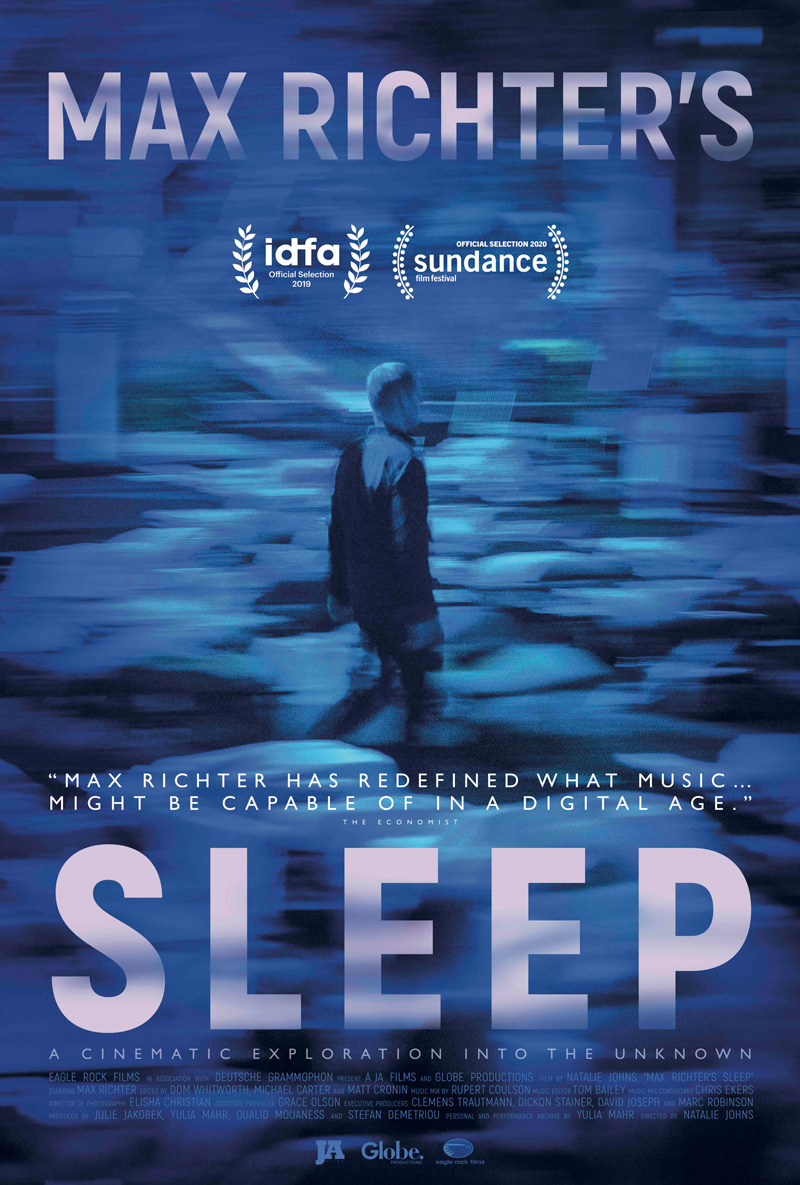 MAX RICHTER'S
idfa
Official Selection
2019
OFFICIAL SELECTION 2020
sundance
film festival
“MAX RICHTER HAS REDEFINED WHAT MUSIC...
MIGHT BE CAPABLE OF IN A DIGITAL AGE.”
THE ECONOMIST
SLEEP
A CINEMATIC EXPLORATION INTO THE UNKNOWN
EAGLE ROCK FILMS IN ASSOCIATION WITH DEUTSCHE GRAMMOPHON PRESENT A JA FILMS AND GLOBE PRODUCTIONS FILM BY NATALIE JOHNS "MAX RICHTER'S SLEEP"
STARRING MAX RICHTER EDITED BY DOM WHITWORTH, MICHAEL CARTER AND MATT CRONIN MUSIC MIX BY RUPERT COULSON MUSIC EDITOR TOM BAILEY MUSIC MIX CONSULTANT CHRIS EKERS
DIRECTOR OF PHOTOGRAPHY ELISHA CHRISTIAN ASSOCIATE PRODUCER GRACE OLSON EXECUTIVE PRODUCERS CLEMENS TRAUTMANN, DICKON STAINER, DAVID JOSEPH AND MARC ROBINSON
PRODUCED BY JULIE JAKOBEK, YULIA MAHR, OUALID MOUANESS AND STEFAN DEMETRIOU PERSONAL AND PERFORMANCE ARCHIVE BY YULIA MAHR DIRECTED BY NATALIE JOHNS
JA
Globe.
PRODUCTIONS
eagle rock films